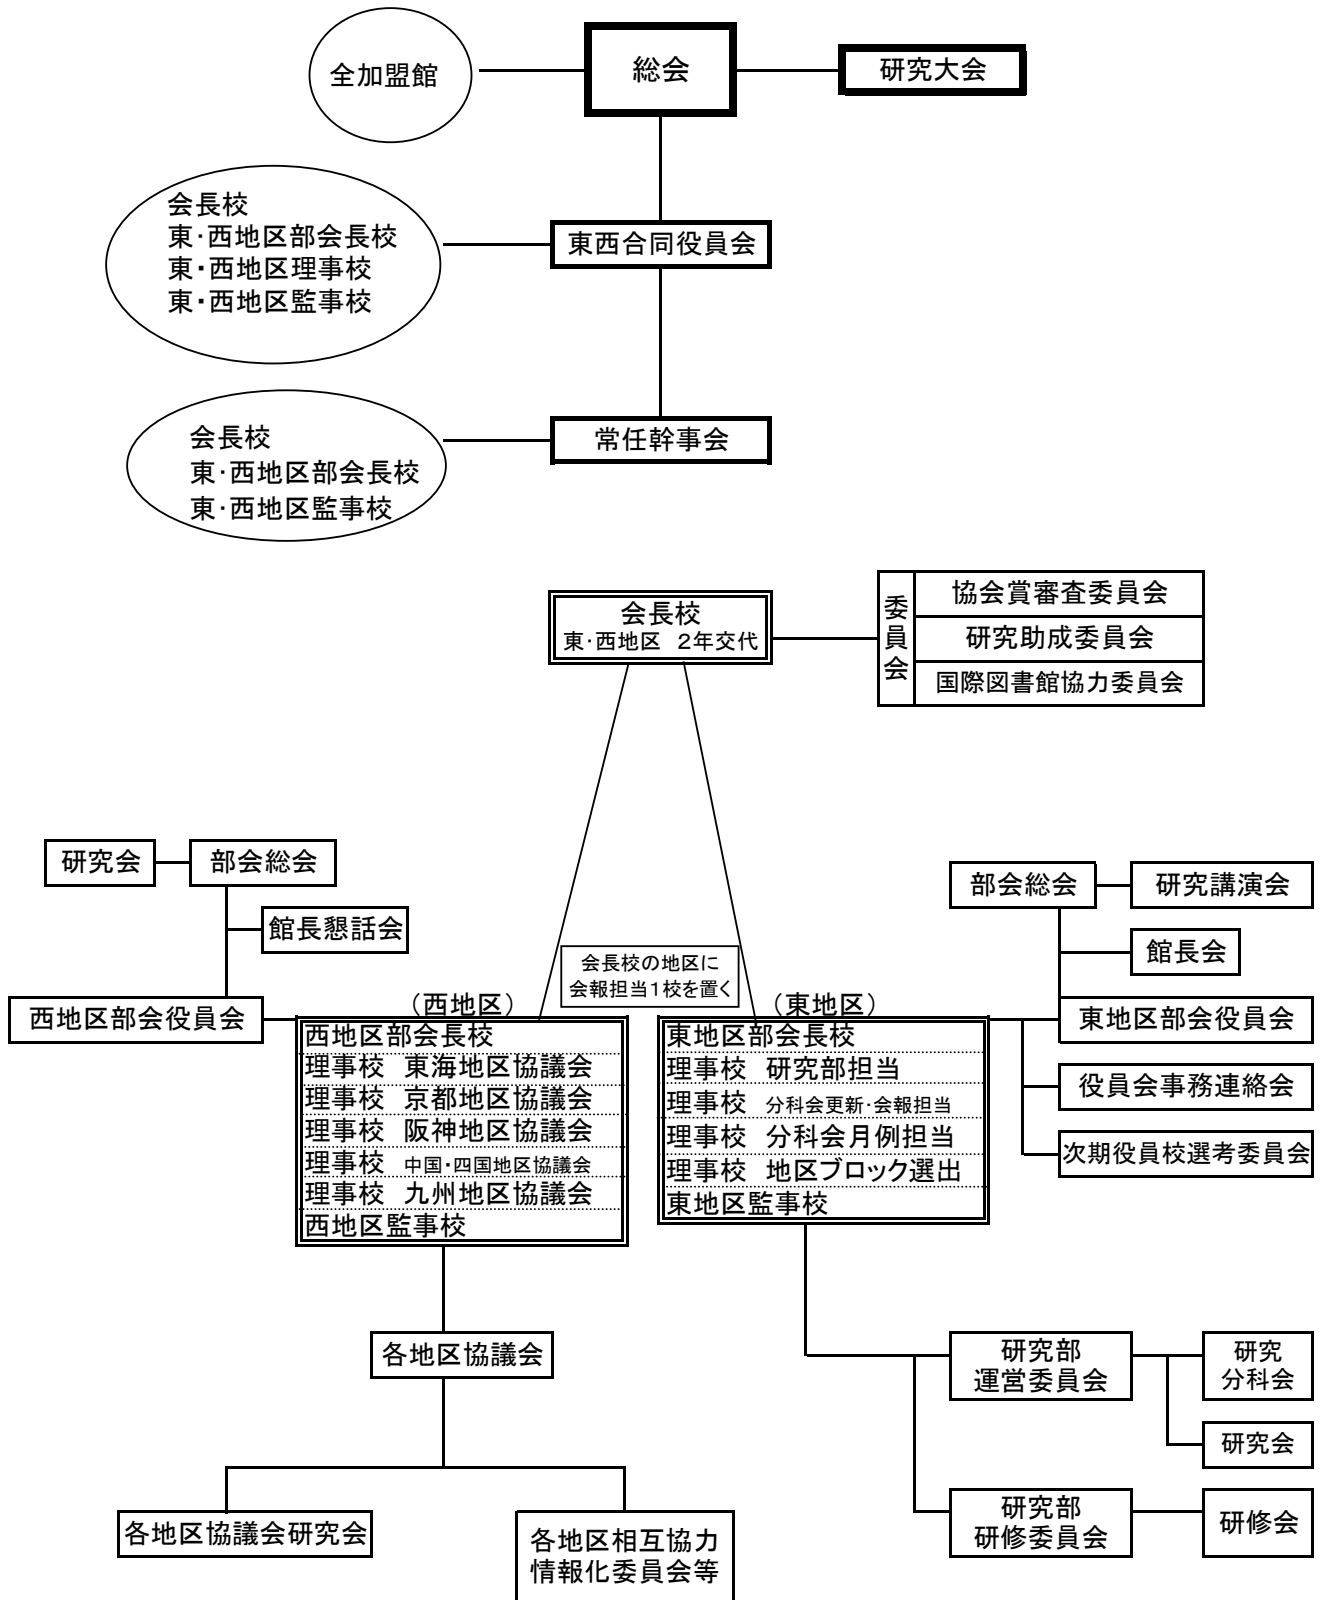 全加盟館
総会
研究大会
会長校
東・西地区部会長校
東・西地区理事校
東・西地区監事校
東西合同役員会
会長校
東・西地区部会長校
東・西地区監事校
常任幹事会
会長校
東・西地区 2年交代
委員会
協会賞審査委員会
研究助成委員会
国際図書館協力委員会
研究会
部会総会
館長懇話会
西地区部会役員会
会長校の地区に
会報担当1校を置く
部会総会
研究講演会
館長会
東地区部会役員会
役員会事務連絡会
次期役員校選考委員会
(西地区)
西地区部会長校
理事校 東海地区協議会
理事校 京都地区協議会
理事校 阪神地区協議会
理事校 中国・四国地区協議会
理事校 九州地区協議会
西地区監事校
(東地区)
東地区部会長校
理事校 研究部担当
理事校 分科会更新・会報担当
理事校 分科会月例担当
理事校 地区ブロック選出
東地区監事校
各地区協議会
各地区協議会研究会
各地区相互協力
情報化委員会等
研究部
運営委員会
研究
分科会
研究会
研究部
研修委員会
研修会